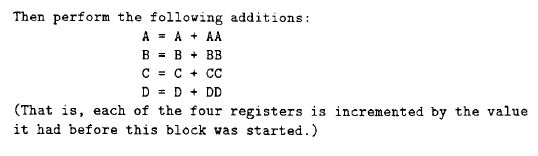 Then perform the following additions:
A = A + AA
B = B + BB
C = C + CC
D = D + DD
(That is, each of the four registers is incremented by the value
it had before this block was started.)